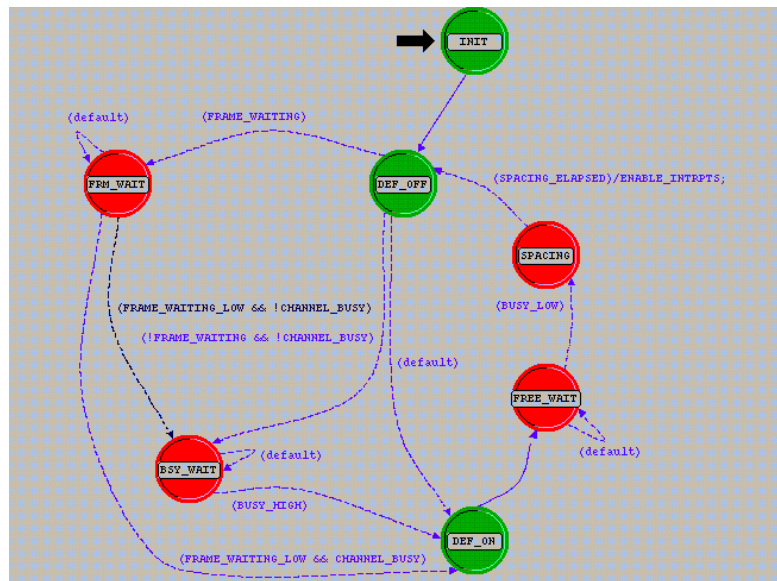 INIT
(FRAME_WAITING)
(default)
FRM_WAIT
DEF_OFF
(SPACING_ELAPSED)/ENABLE_INTRPTS;
SPACING
(FRAME_WAITING_LOW && !CHANNEL_BUSY)
(BUSY_LOW)
(!FRAME_WAITING && !CHANNEL_BUSY)
(default)
FREE_WAIT
(default)
(default)
BSY_WAIT
(BUSY_HIGH)
DEF_ON
(FRAME_WAITING_LOW && CHANNEL_BUSY)